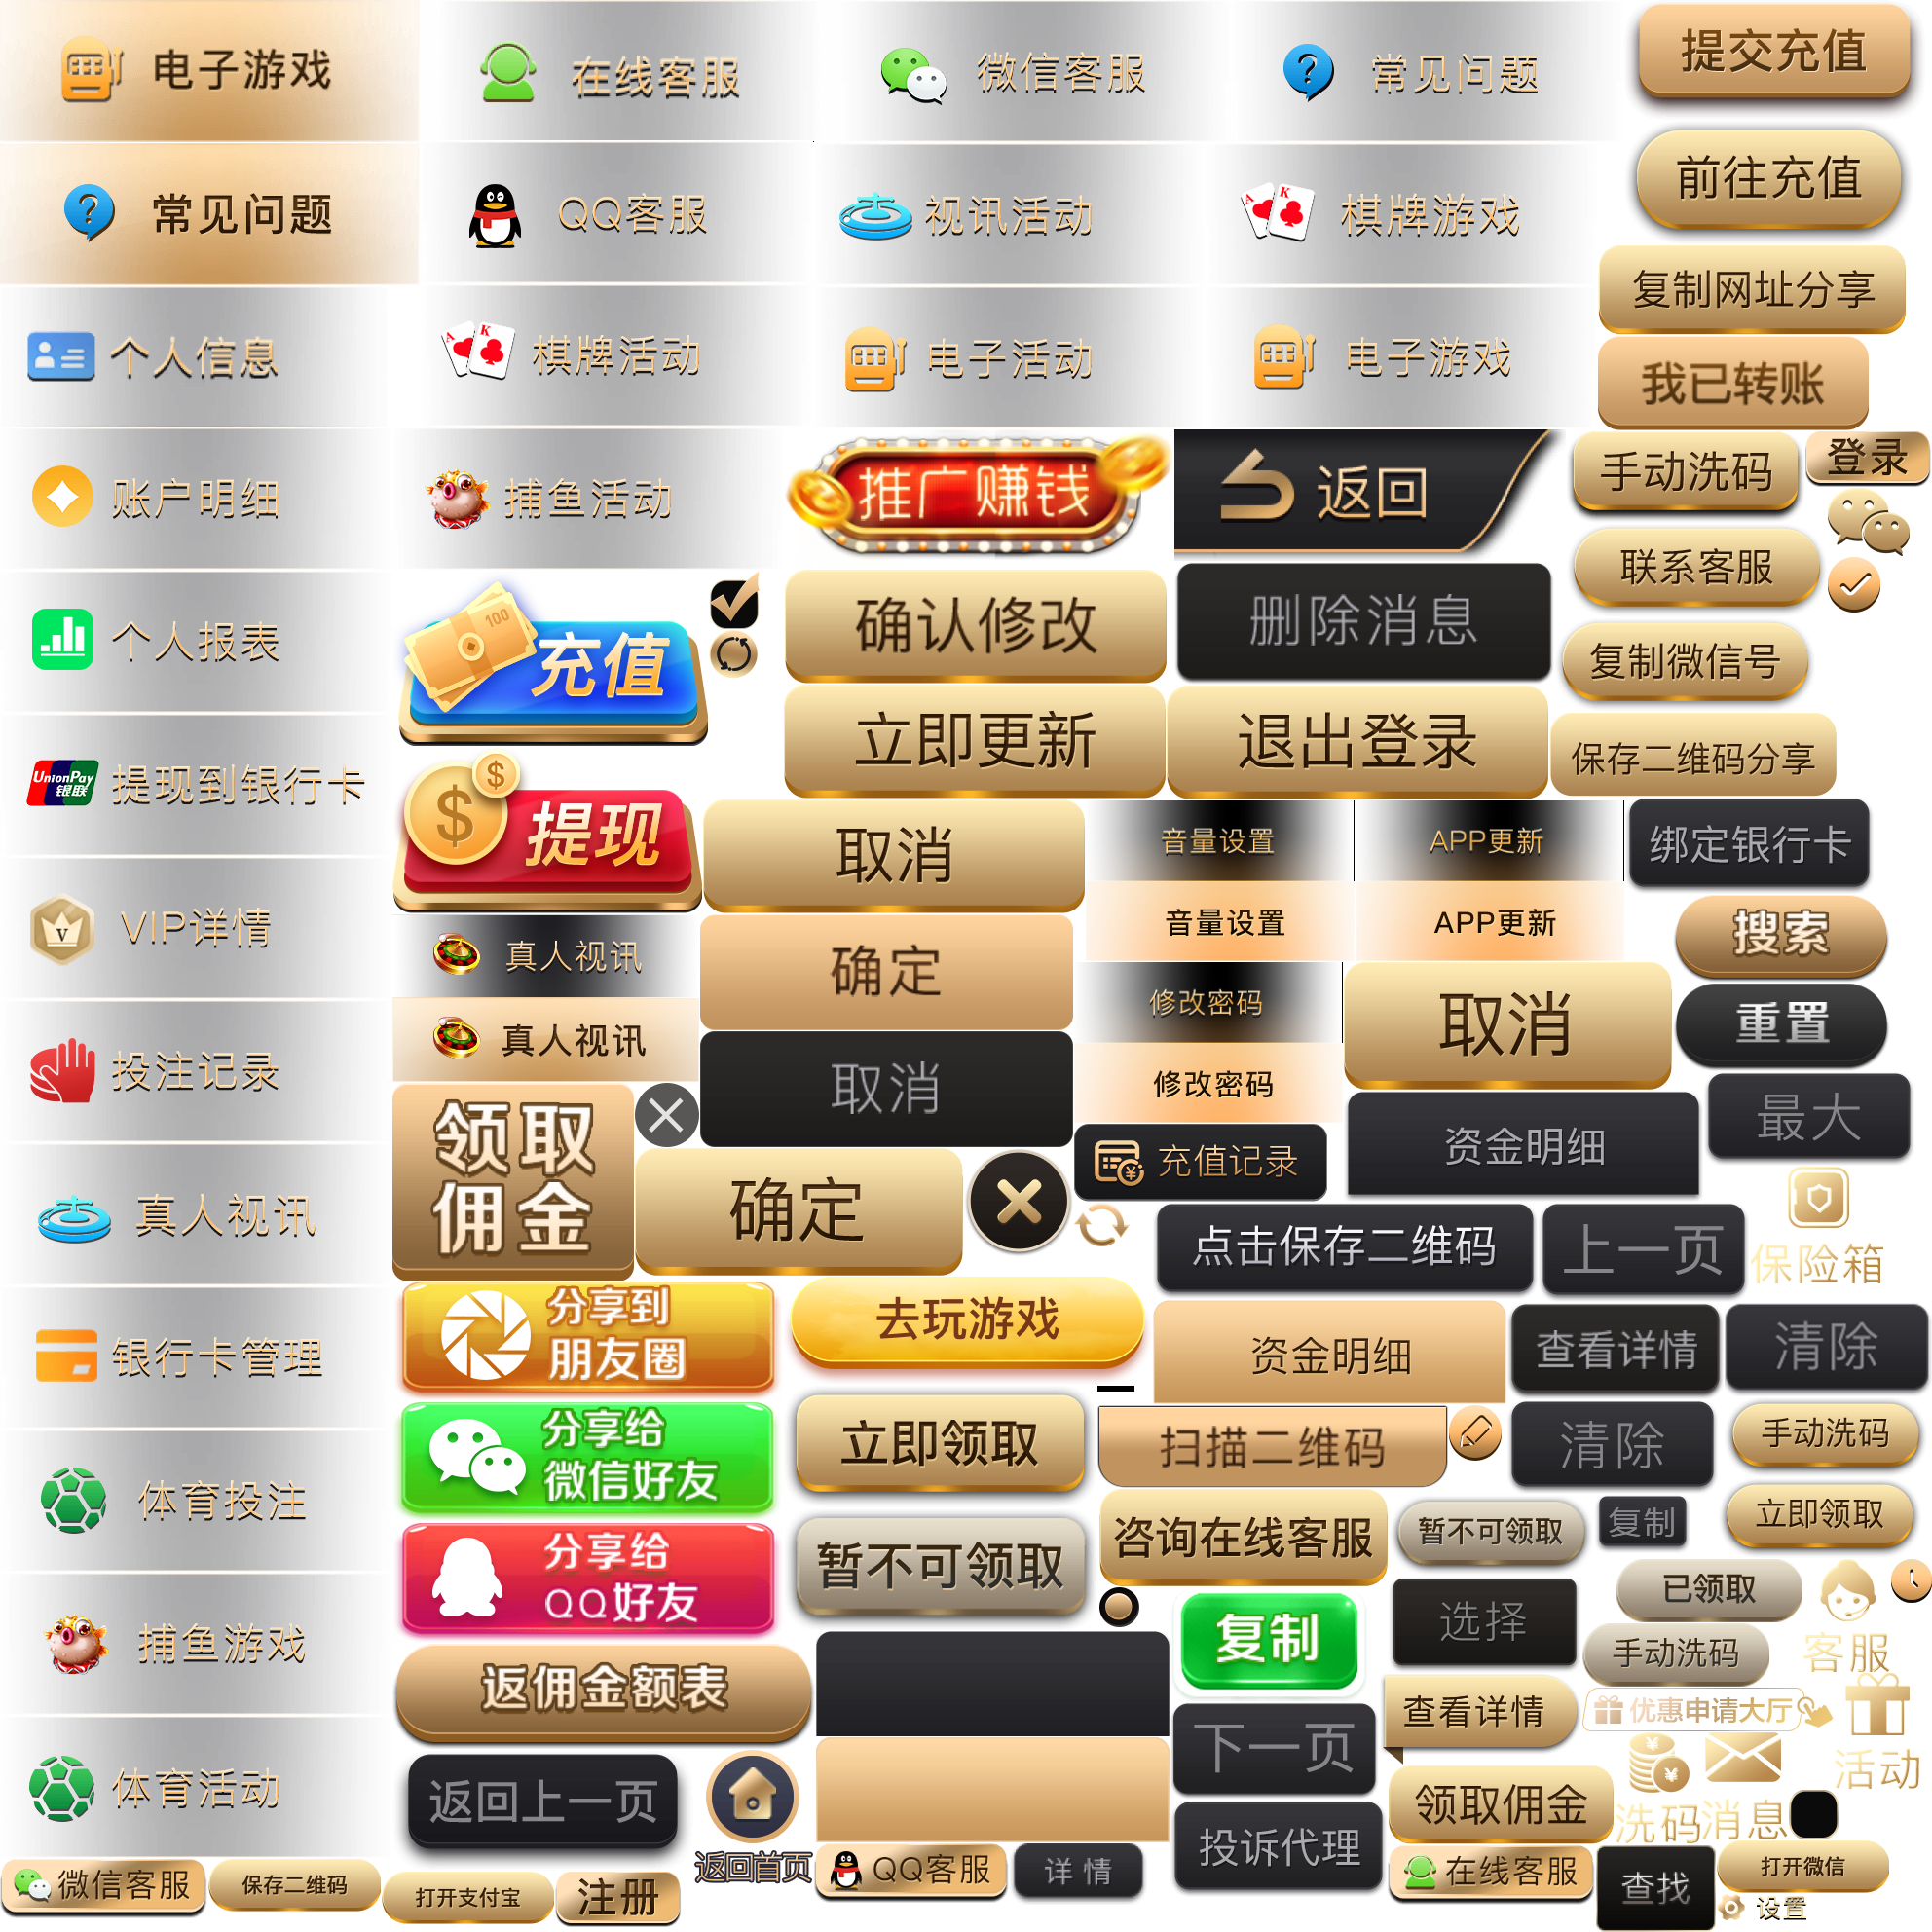 电子游戏
在线客服
微信客服
常见问题
提交充值
常见问题
QQ客服
视讯活动
棋牌游戏
前往充值
复制网址分享
个人信息
棋牌活动
电子活动
电子游戏
我已转账
账户明细
捕鱼活动
推广赚钱
返回
手动洗码
登录
联系客服
个人报表
100
充值
确认修改
删除消息
复制微信号
提现到银行卡
UnionPay
银联
立即更新
退出登录
保存二维码分享
$
$
提现
取消
音量设置
APP更新
绑定银行卡
VIP详情
V
真人视讯
确定
音量设置
APP更新
搜索
修改密码
取消
重置
投注记录
真人视讯
取消
修改密码
资金明细
最大
领取
佣金
确定
充值记录
真人视讯
点击保存二维码
上一页
保险箱
银行卡管理
分享到
朋友圈
去玩游戏
资金明细
查看详情
清除
体育投注
分享给
微信好友
立即领取
扫描二维码
清除
手动洗码
咨询在线客服
暂不可领取
复制
立即领取
捕鱼游戏
分享给
QQ好友
暂不可领取
复制
选择
已领取
手动洗码
客服
返佣金额表
查看详情
优惠申请大厅
体育活动
返回上一页
下一页
活动
领取佣金
洗码
消息
返回首页
投诉代理
微信客服
保存二维码
打开支付宝
注册
QQ客服
详情
在线客服
查找
打开微信
设置